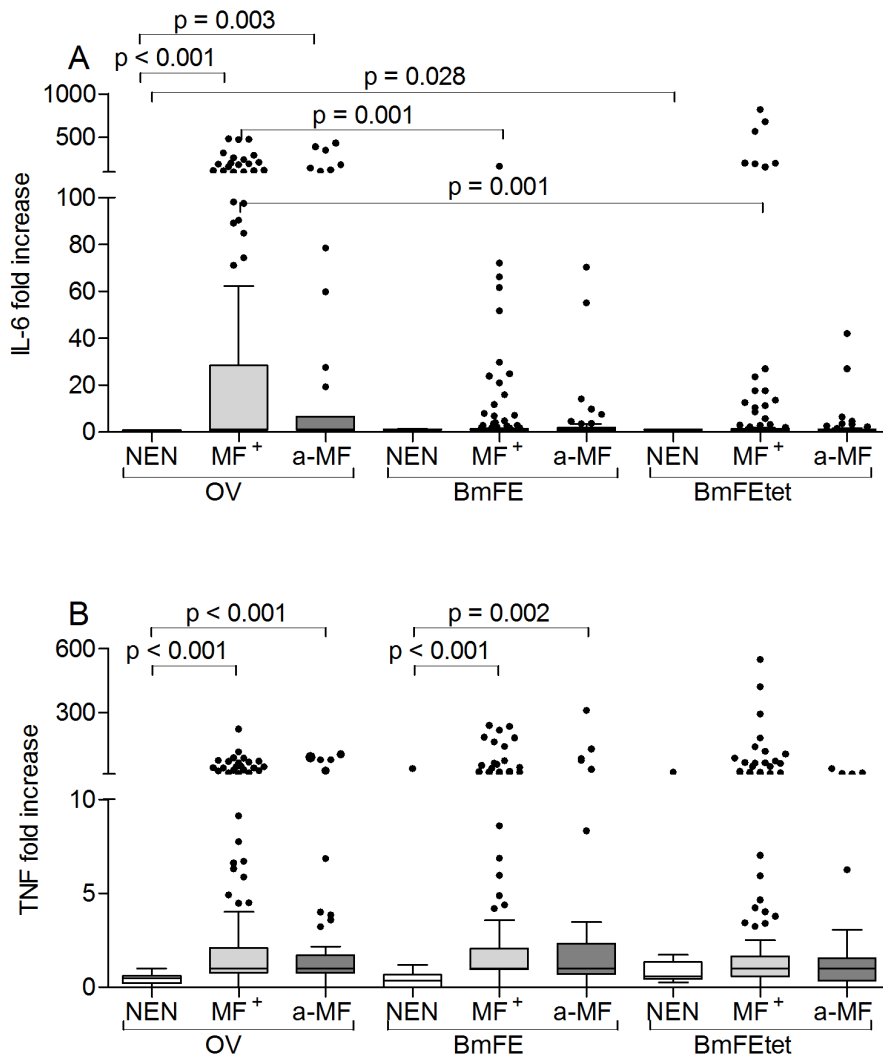 p = 0.003
A
p < 0.001
p = 0.028
1000
p = 0.001
500
100
p = 0.001
80
60
40
20
0
IL-6 fold increase
NEN MF+ a-MF NEN MF+ a-MF NEN MF+ a-MF
OV BmFE BmFEtet
B
p < 0.001 p = 0.002
600
p < 0.001 p < 0.001
300
10
5
0
TNF fold increase
NEN MF+ a-MF NEN MF+ a-MF NEN MF+ a-MF
OV BmFE BmFEtet